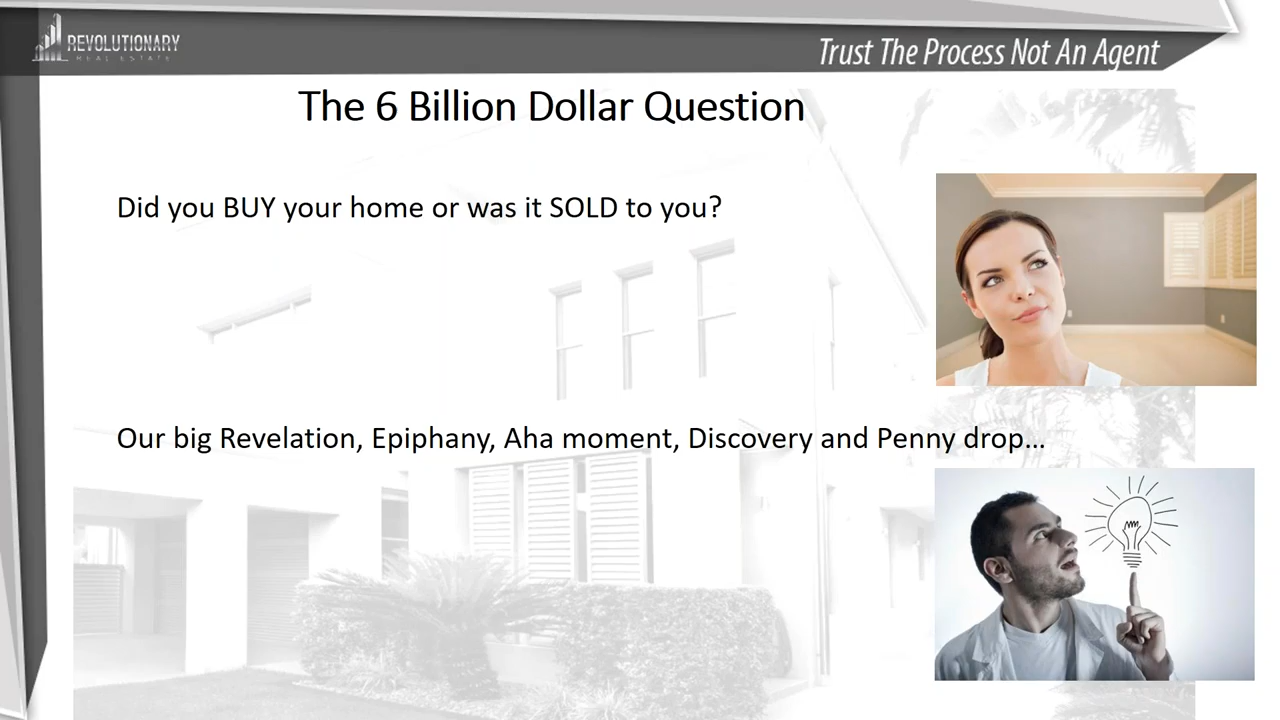 REVOLUTIONARY
REAL ESTATE
Trust The Process Not An Agent
The 6 Billion Dollar Question
Did you BUY your home or was it SOLD to you?
Our big Revelation, Epiphany, Aha moment, Discovery and Penny drop...